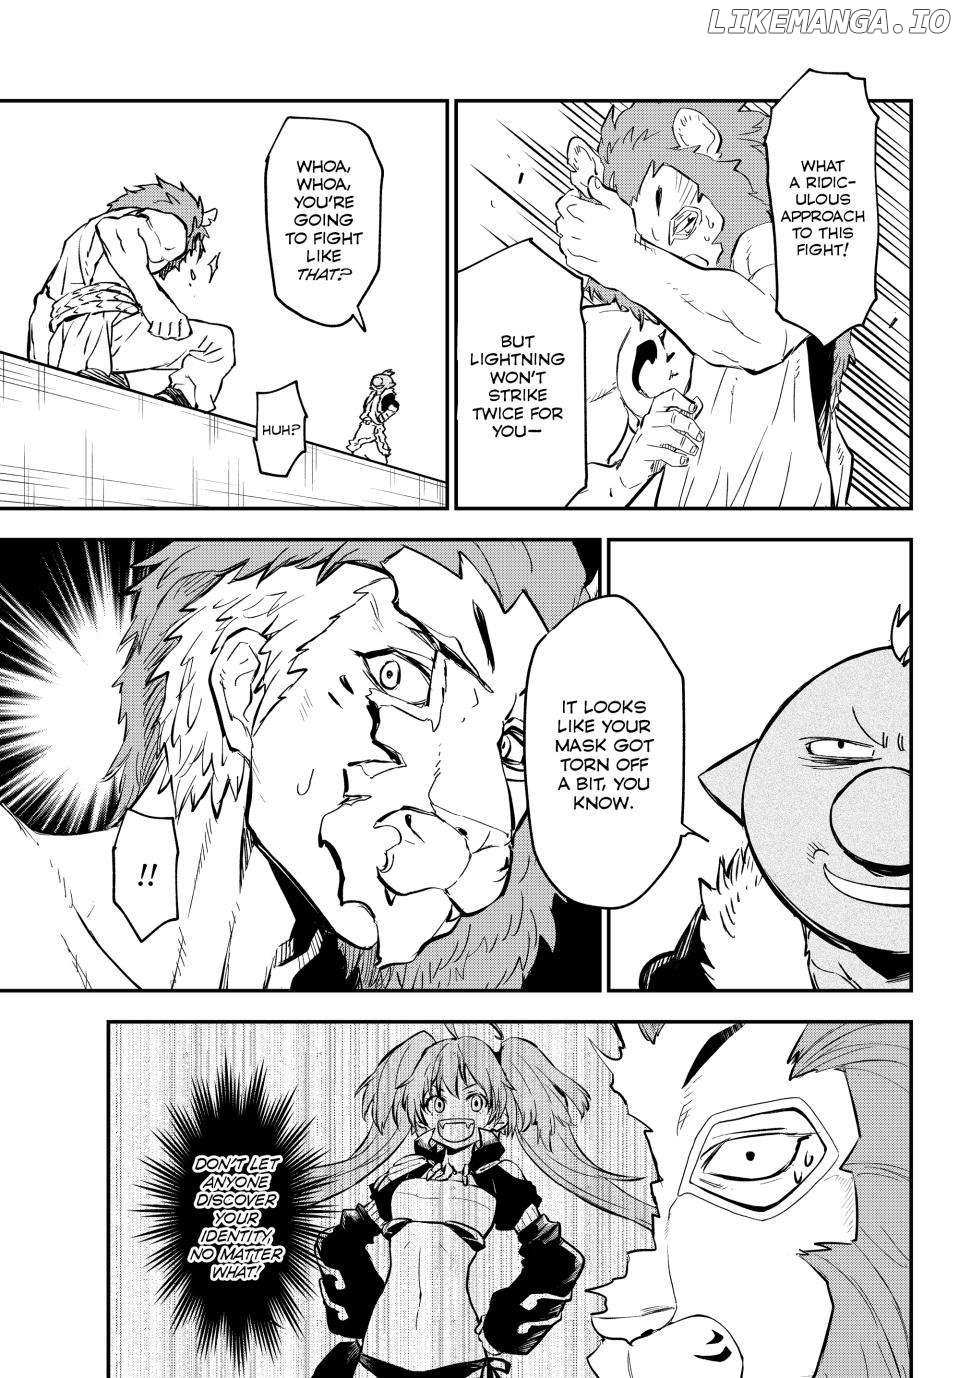 LIKEMANGA.IO
WHAT
A RIDIC-
ULOUS
APPROACH
TO THIS
FIGHT!
BUT
LIGHTNING
WON'T
STRIKE
TWICE FOR
YOU—
WHOA,
WHOA,
YOU'RE
GOING
TO FIGHT
LIKE
THAT?
HUH?
IT LOOKS
LIKE YOUR
MASK GOT
TORN OFF
A BIT, YOU
KNOW.
!!
DON'T LET
ANYONE
DISCOVER
YOUR
IDENTITY,
NO MATTER
WHAT!